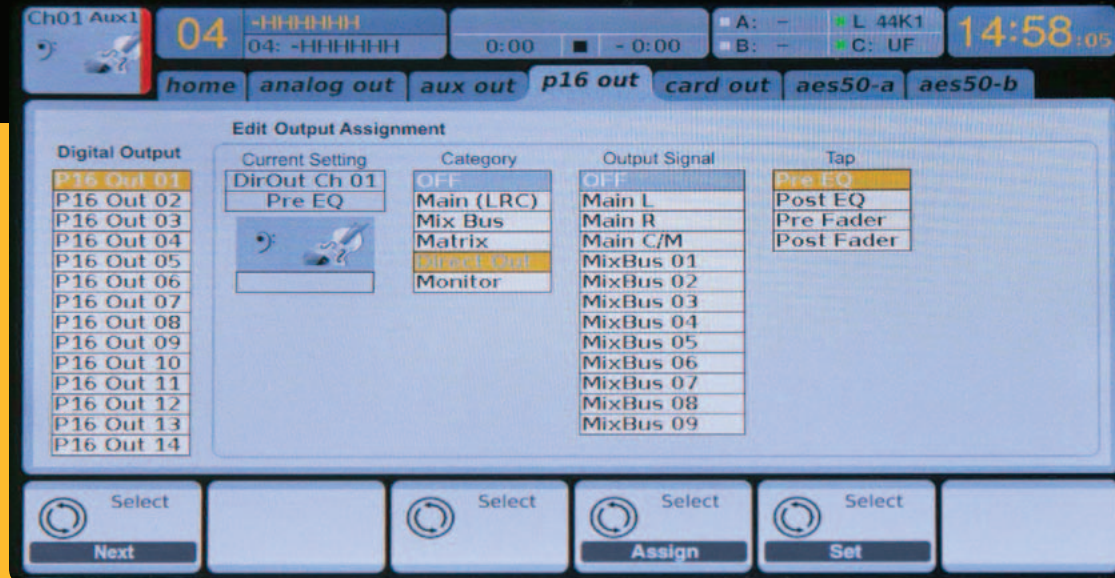 Ch01 Aux1
04
-HHHHHH
04: -HHHHHH
0:00
- 0:00
A: -
B: -
L 44K1
C: UF
14:58:05
home
analog out
aux out
p16 out
card out
aes50-a
aes50-b
Edit Output Assignment
Digital Output
P16 Out 01
P16 Out 02
P16 Out 03
P16 Out 04
P16 Out 05
P16 Out 06
P16 Out 07
P16 Out 08
P16 Out 09
P16 Out 10
P16 Out 11
P16 Out 12
P16 Out 13
P16 Out 14
Current Setting
DirOut Ch 01
Pre EQ
Category
OFF
Main (LRC)
Mix Bus
Matrix
Direct Out
Monitor
Output Signal
OFF
Main L
Main R
Main C/M
MixBus 01
MixBus 02
MixBus 03
MixBus 04
MixBus 05
MixBus 06
MixBus 07
MixBus 08
MixBus 09
Tap
Pre EQ
Post EQ
Pre Fader
Post Fader
Select
Next
Select
Select
Assign
Select
Set